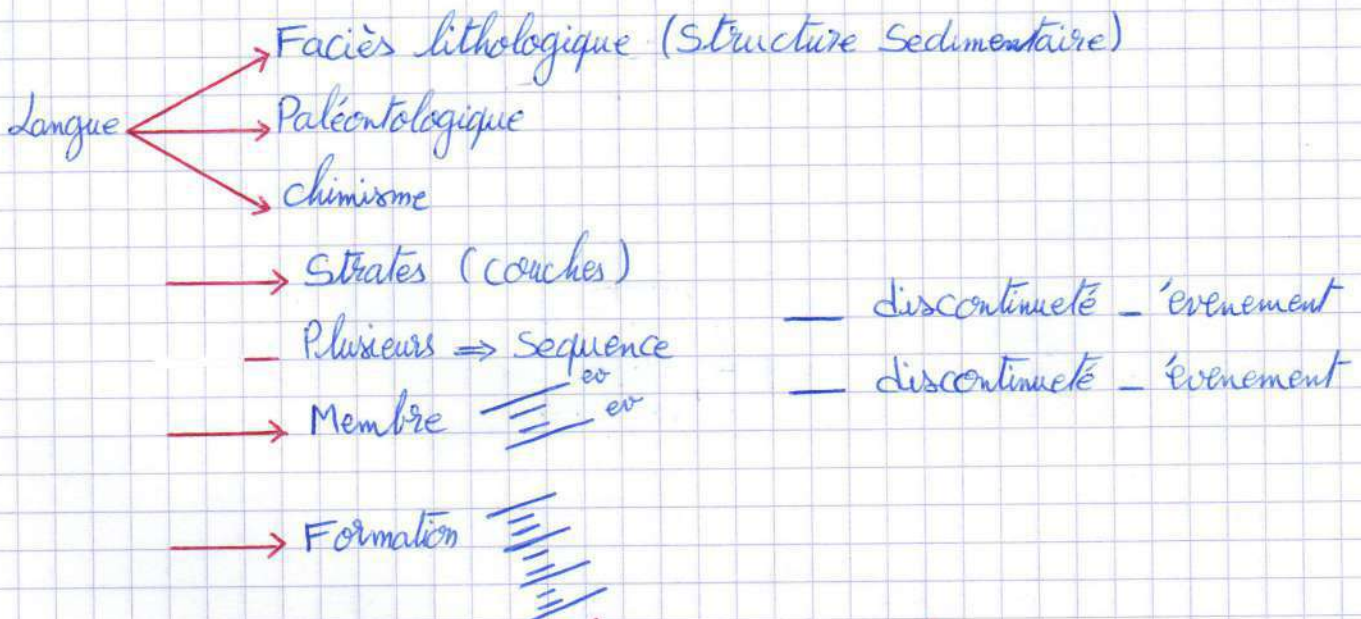 Faciès lithologique (Structure Sedimentaire)
Langue
Paléontologique
chimisme
Strates (couches)
discontinueté - évenement
Plusieurs ⇒ Sequence
discontinueté - évenement
Membre ev ev
Formation